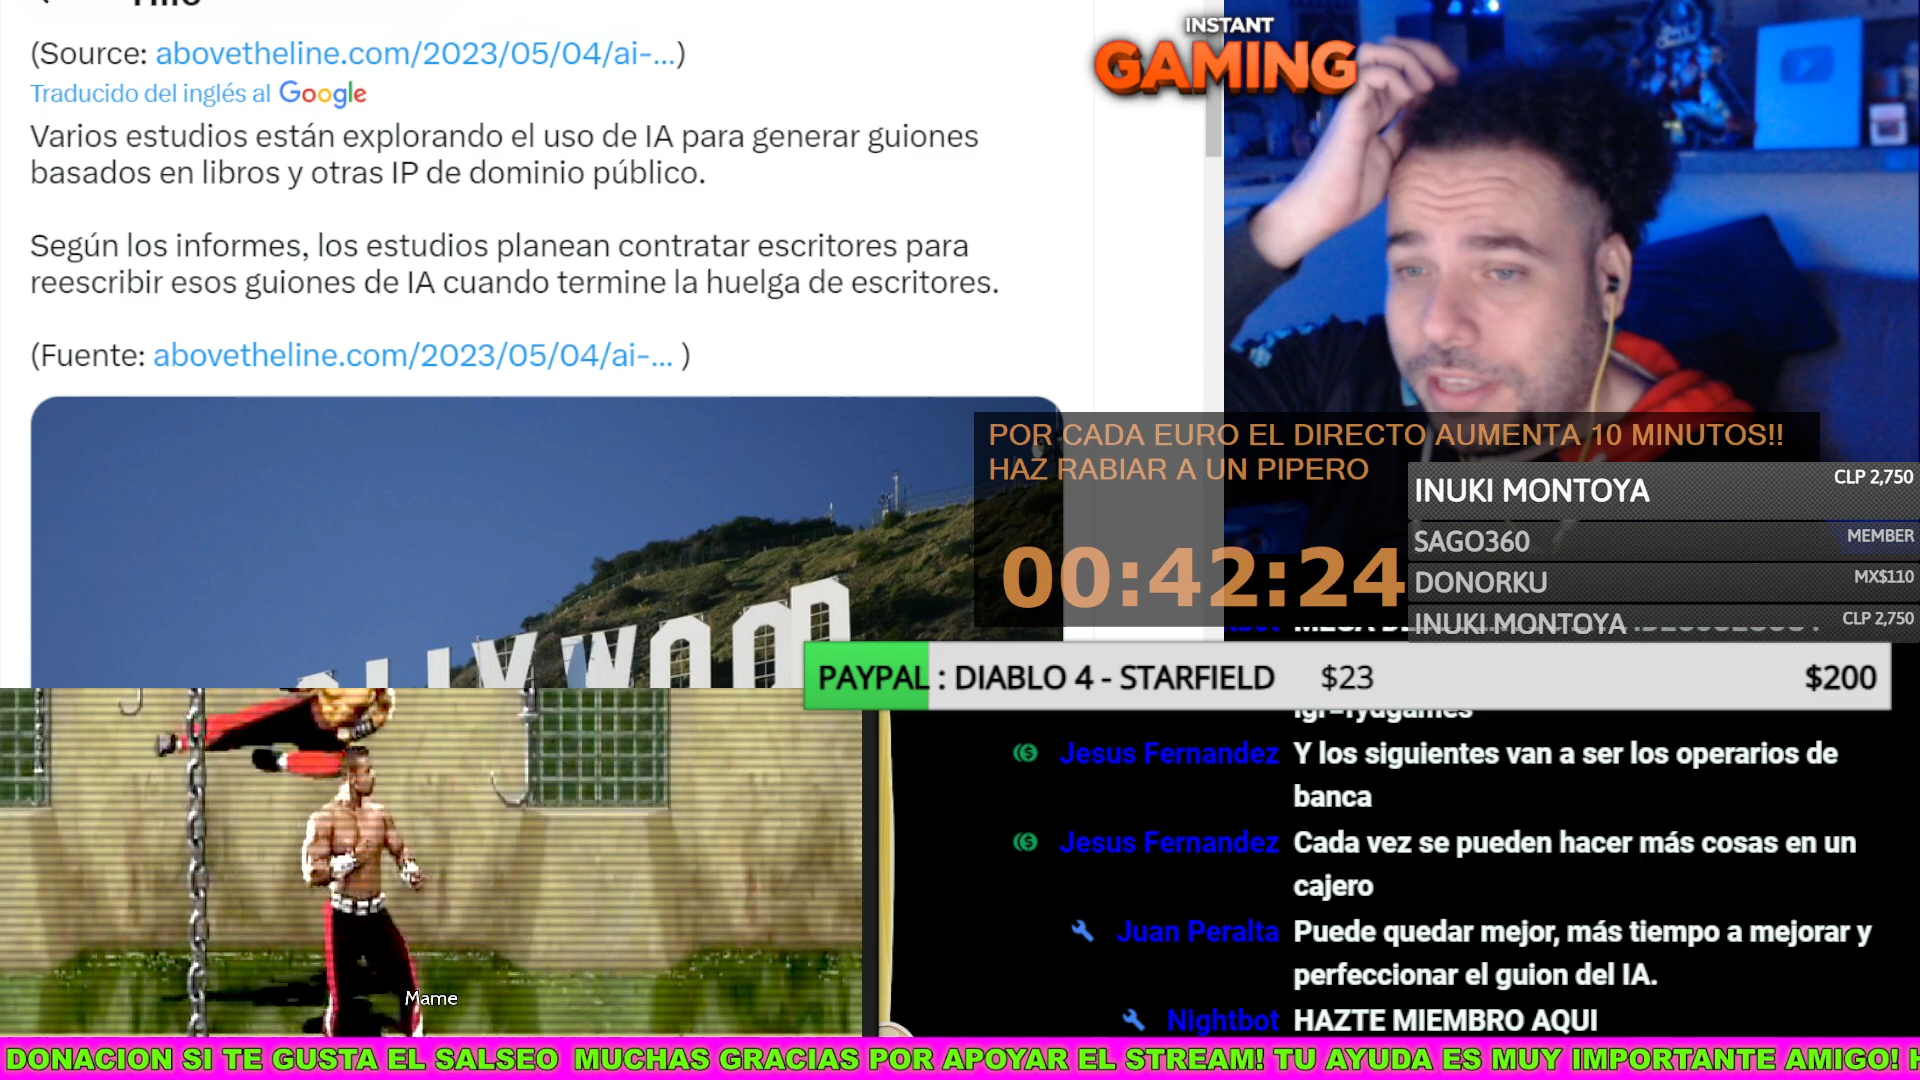 (Source: abovetheline.com/2023/05/04/ai-...)
Traducido del inglés al Google
Varios estudios están explorando el uso de IA para generar guiones
basados en libros y otras IP de dominio público.
Según los informes, los estudios planean contratar escritores para
reescribir esos guiones de IA cuando termine la huelga de escritores.
(Fuente: abovetheline.com/2023/05/04/ai-... )
INSTANT
GAMING
POR CADA EURO EL DIRECTO AUMENTA 10 MINUTOS!!
HAZ RABIAR A UN PIPERO
00:42:24
INUKI MONTOYA CLP 2,750
SAGO360 MEMBER
DONORKU MX$110
INUKI MONTOYA CLP 2,750
PAYPAL : DIABLO 4 - STARFIELD $23 $200
Jesus Fernandez Y los siguientes van a ser los operarios de
banca
Jesus Fernandez Cada vez se pueden hacer más cosas en un
cajero
Juan Peralta Puede quedar mejor, más tiempo a mejorar y
perfeccionar el guion del IA.
Nightbot HAZTE MIEMBRO AQUI
Mame
DONACION SI TE GUSTA EL SALSEO MUCHAS GRACIAS POR APOYAR EL STREAM! TU AYUDA ES MUY IMPORTANTE AMIGO!